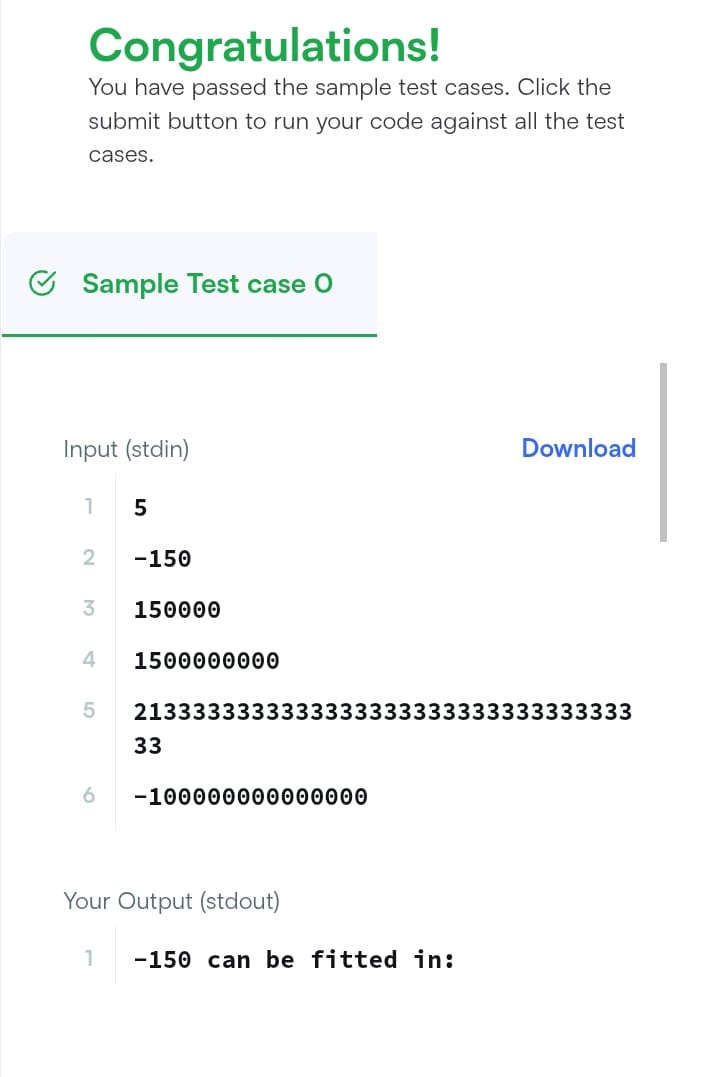 Congratulations!
You have passed the sample test cases. Click the
submit button to run your code against all the test
cases.
Sample Test case 0
Input (stdin)
Download
1 5
2 -150
3 150000
4 1500000000
5 2133333333333333333333333333333333
33
6 -100000000000000
Your Output (stdout)
1 -150 can be fitted in: